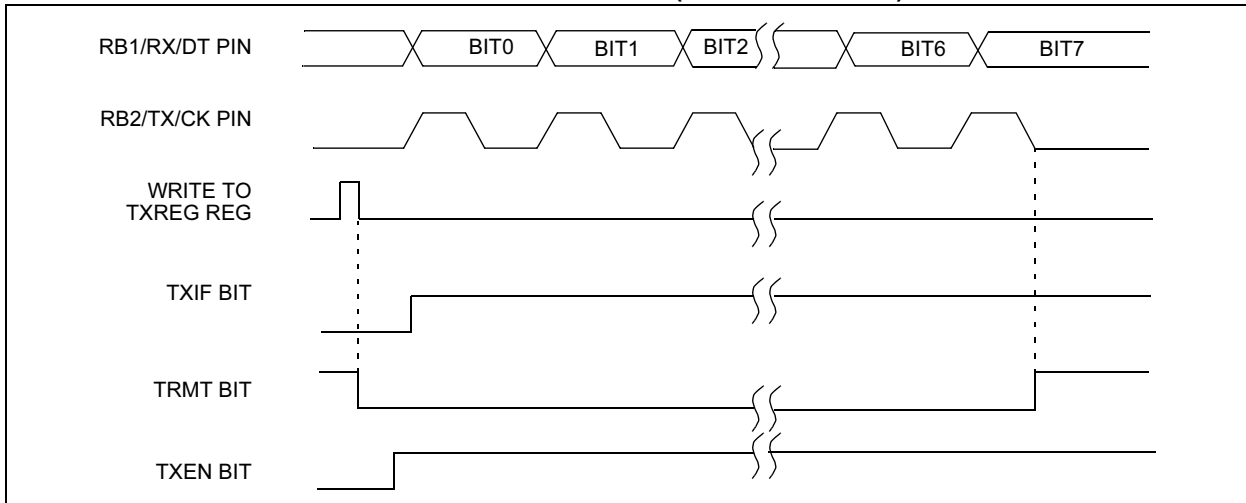 RB1/RX/DT PIN
BIT0 BIT1 BIT2 BIT6 BIT7
RB2/TX/CK PIN
WRITE TO
TXREG REG
TXIF BIT
TRMT BIT
TXEN BIT